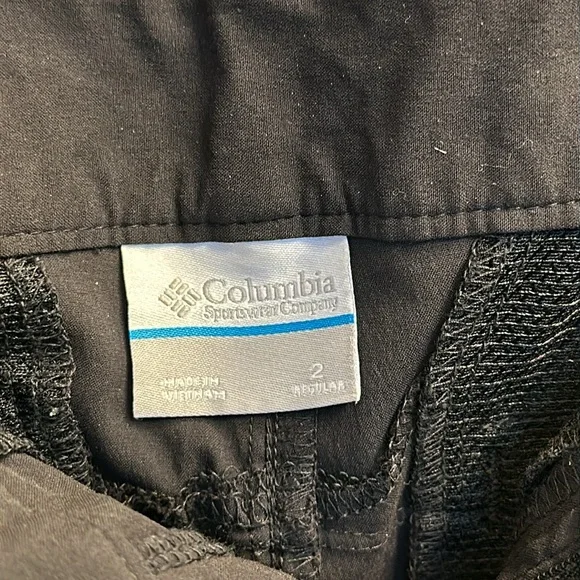 Columbia
Sportswear Company
2
MADE IN
REGULAR
VIETNAM